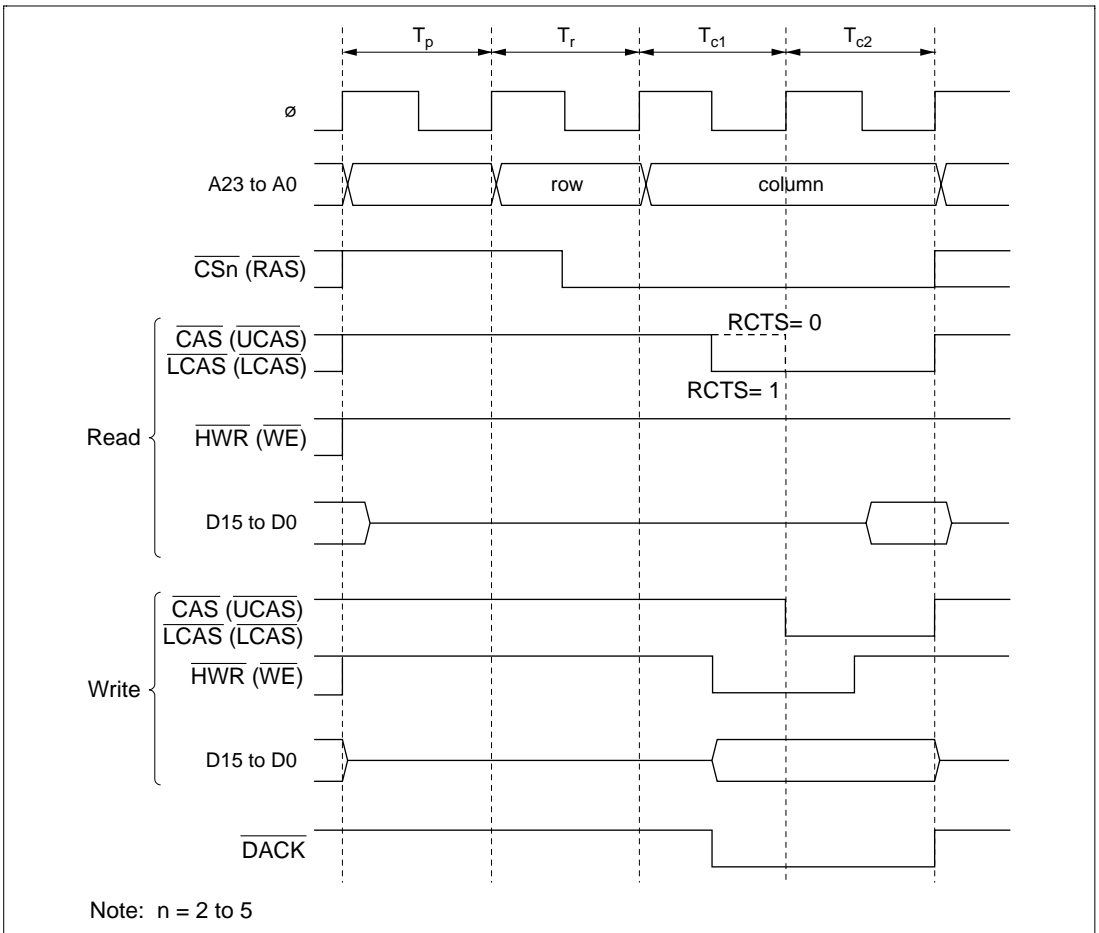 Tp Tr Tc1 Tc2
ø
A23 to A0 row column
CSn (RAS)
RCTS= 0
CAS (UCAS)
LCAS (LCAS)
RCTS= 1
Read
HWR (WE)
D15 to D0
CAS (UCAS)
LCAS (LCAS)
HWR (WE)
Write
D15 to D0
DACK
Note: n = 2 to 5